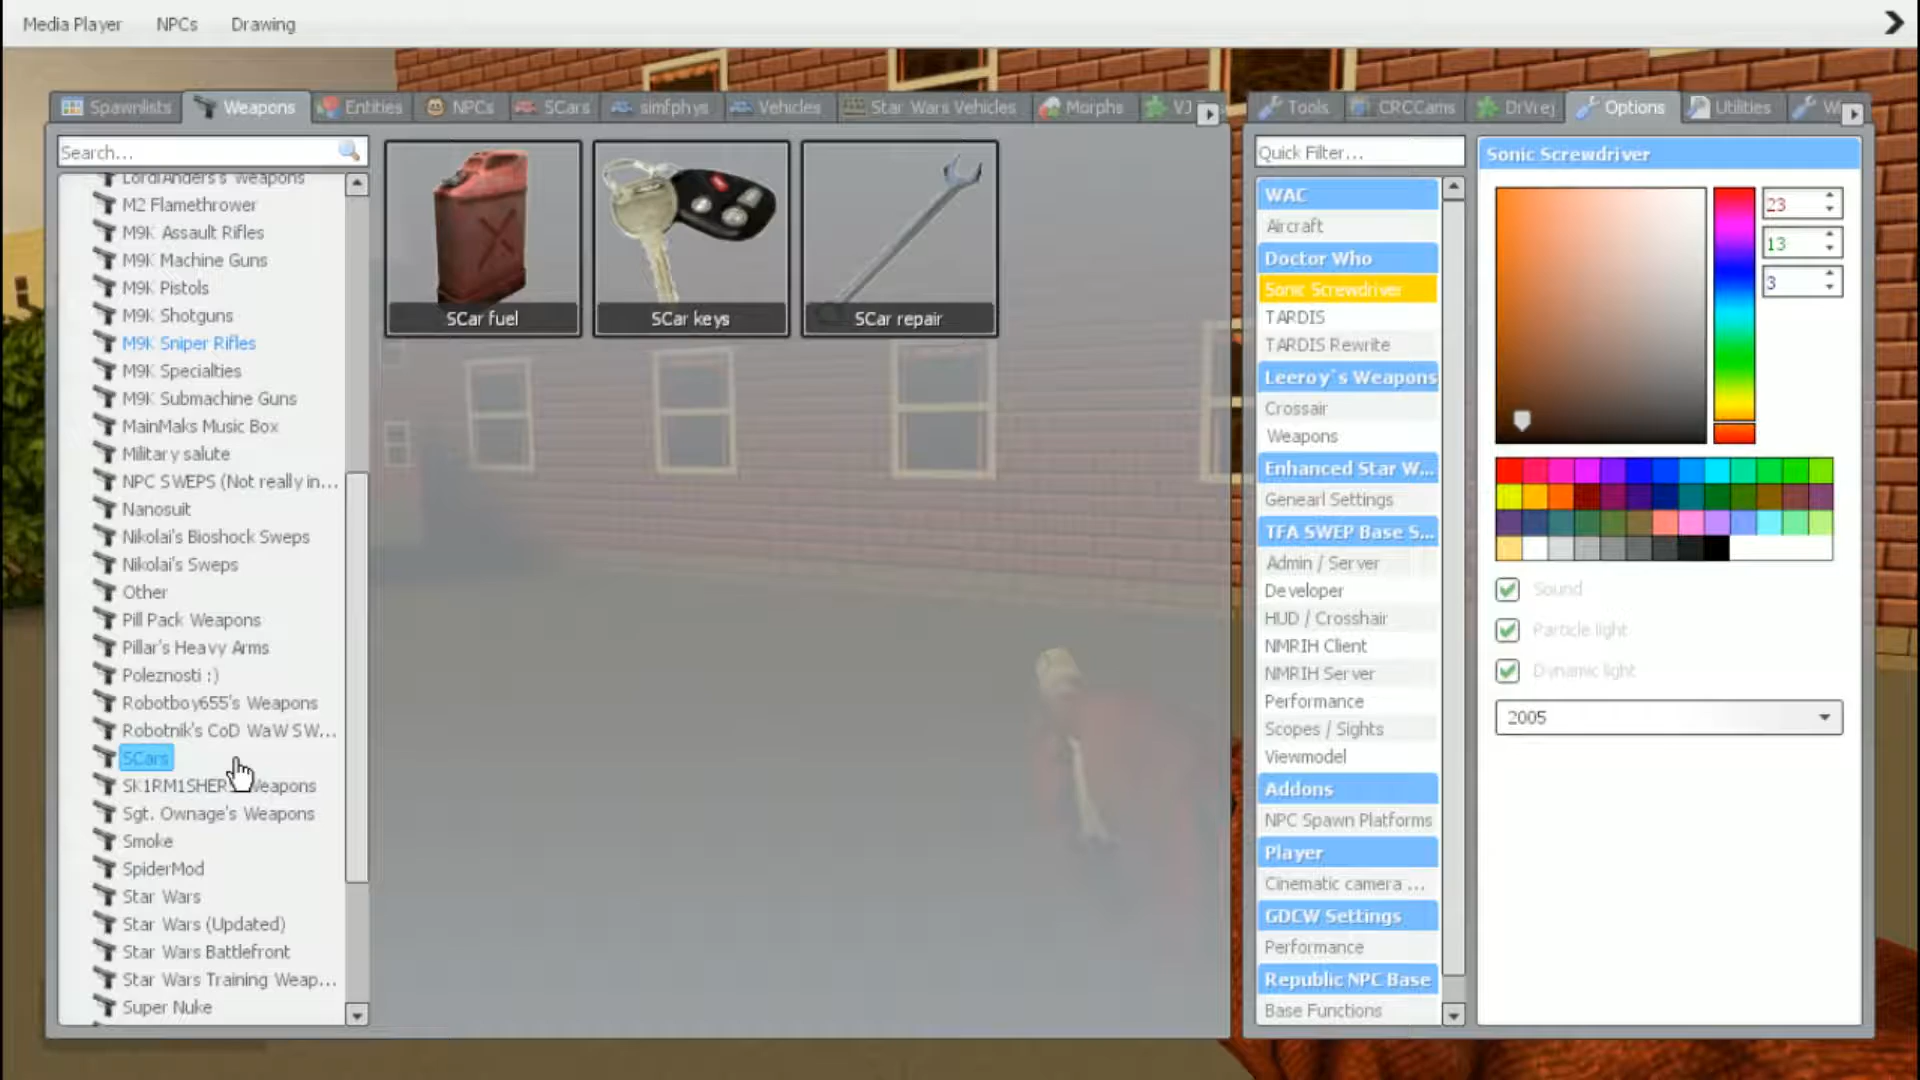 Media Player NPCs Drawing
Spawnlists Weapons Entities NPCs SCars simfphys Vehicles Star Wars Vehicles Morphs VJ
Tools CRCCams DrVrej Options Utilities W
Search...
LordiAnders's Weapons
M2 Flamethrower
M9K Assault Rifles
M9K Machine Guns
M9K Pistols
M9K Shotguns
M9K Sniper Rifles
M9K Specialties
M9K Submachine Guns
MainMaks Music Box
Military salute
NPC SWEPS (Not really in...
Nanosuit
Nikolai's Bioshock Sweps
Nikolai's Sweps
Other
Pill Pack Weapons
Pillar's Heavy Arms
Poleznosti :)
Robotboy655's Weapons
Robotnik's CoD WaW SW...
SCars
SK1RM1SHER Weapons
Sgt. Ownage's Weapons
Smoke
SpiderMod
Star Wars
Star Wars (Updated)
Star Wars Battlefront
Star Wars Training Weap...
Super Nuke
SCar fuel
SCar keys
SCar repair
Quick Filter...
WAC
Aircraft
Doctor Who
Sonic Screwdriver
TARDIS
TARDIS Rewrite
Leeroy`s Weapons
Crossair
Weapons
Enhanced Star W...
Genearl Settings
TFA SWEP Base S...
Admin / Server
Developer
HUD / Crosshair
NMRIH Client
NMRIH Server
Performance
Scopes / Sights
Viewmodel
Addons
NPC Spawn Platforms
Player
Cinematic camera ...
GDCW Settings
Performance
Republic NPC Base
Base Functions
Sonic Screwdriver
23
13
3
Sound
Particle light
Dynamic light
2005